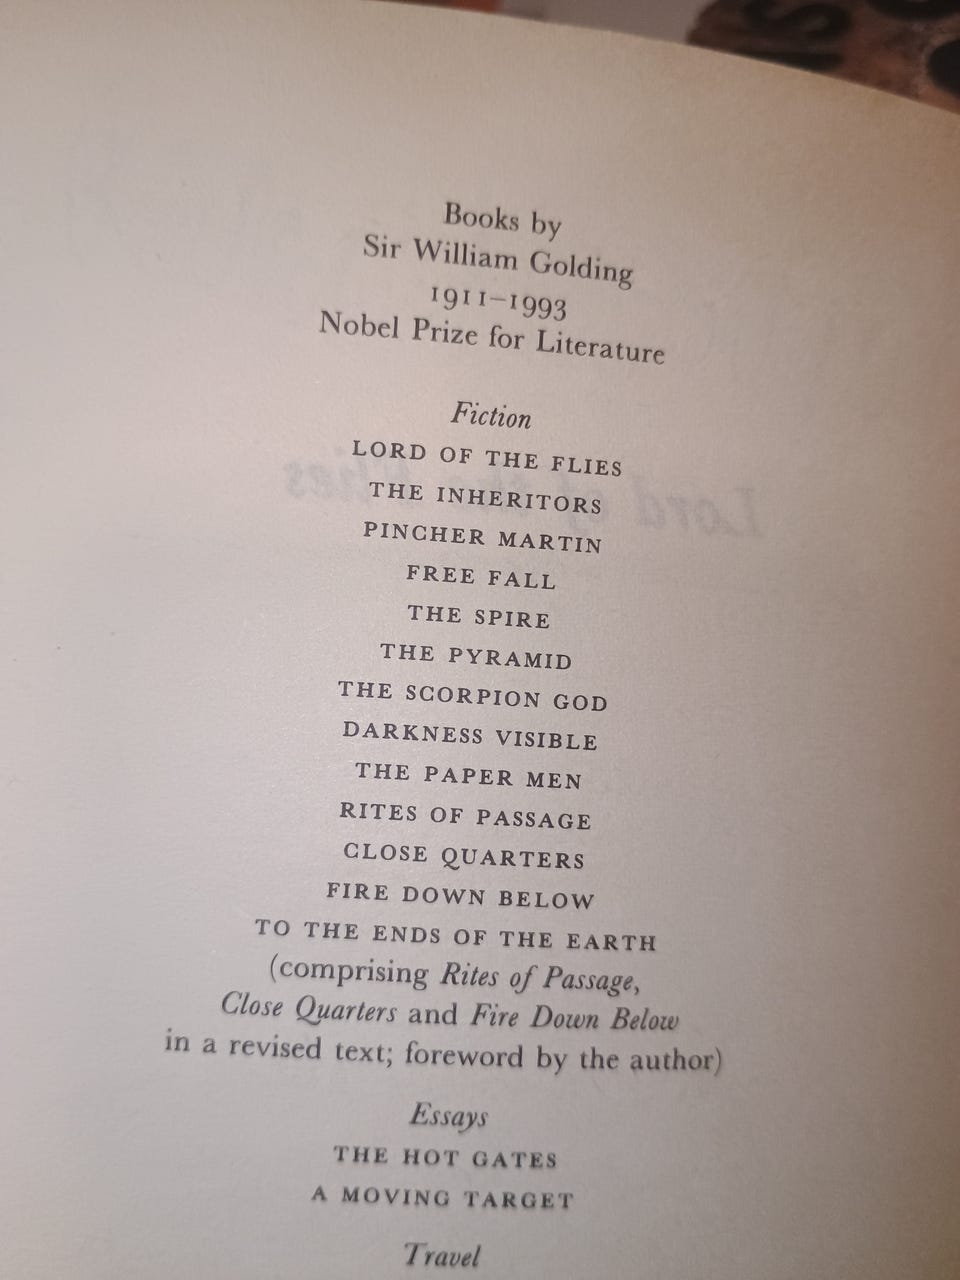 Books by
Sir William Golding
1911–1993
Nobel Prize for Literature
Fiction
LORD OF THE FLIES
THE INHERITORS
PINCHER MARTIN
FREE FALL
THE SPIRE
THE PYRAMID
THE SCORPION GOD
DARKNESS VISIBLE
THE PAPER MEN
RITES OF PASSAGE
CLOSE QUARTERS
FIRE DOWN BELOW
TO THE ENDS OF THE EARTH
(comprising Rites of Passage,
Close Quarters and Fire Down Below
in a revised text; foreword by the author)
Essays
THE HOT GATES
A MOVING TARGET
Travel